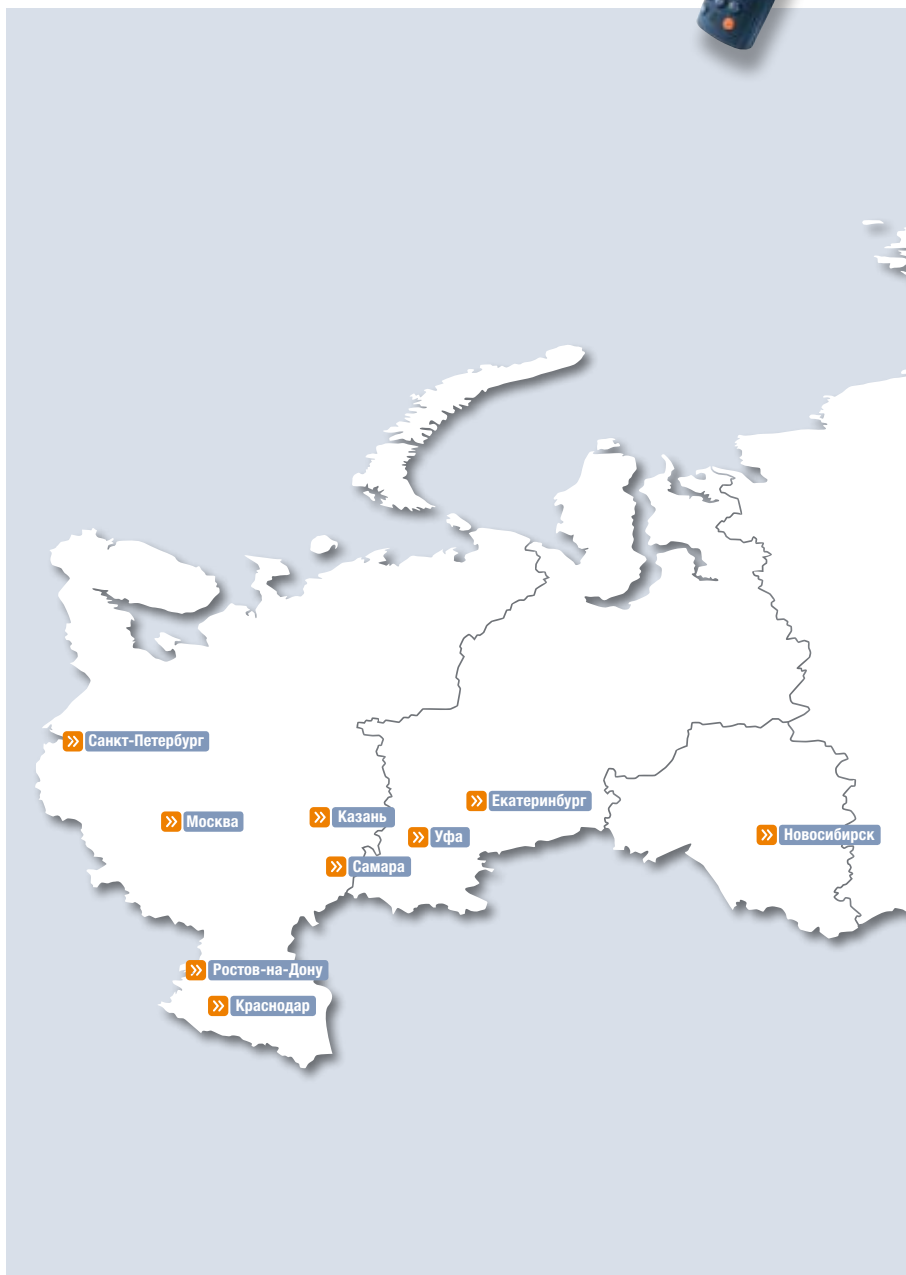 Санкт-Петербург
Екатеринбург
Казань
Москва
Новосибирск
Уфа
Самара
Ростов-на-Дону
Краснодар